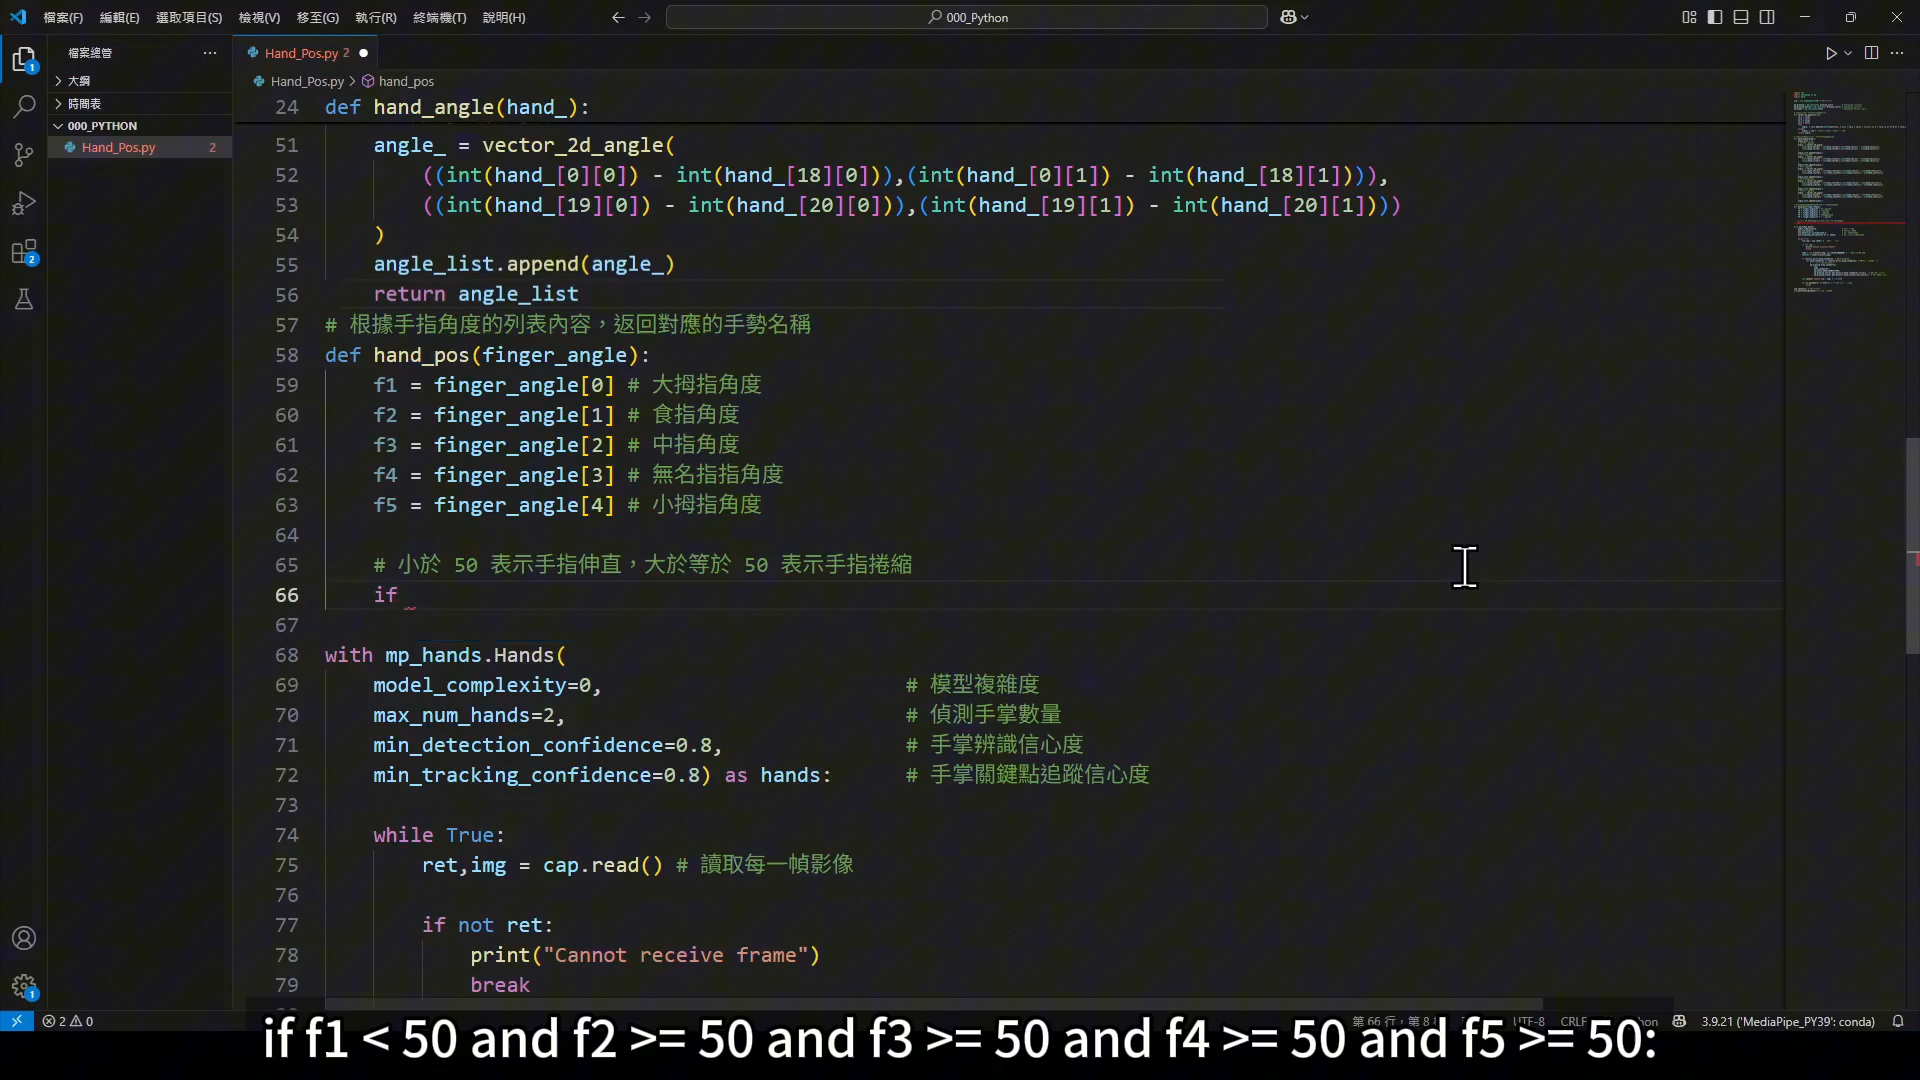 檔案(F) 編輯(E) 選取項目(S) 檢視(V) 移至(G) 執行(R) 終端機(T) 說明(H) 000_Python
檔案總管
大綱
時間表
000_PYTHON
Hand_Pos.py 2
Hand_Pos.py 2
Hand_Pos.py > hand_pos
24 def hand_angle(hand_):
51 angle_ = vector_2d_angle(
52 ((int(hand_[0][0]) - int(hand_[18][0])),(int(hand_[0][1]) - int(hand_[18][1]))),
53 ((int(hand_[19][0]) - int(hand_[20][0])),(int(hand_[19][1]) - int(hand_[20][1])))
54 )
55 angle_list.append(angle_)
56 return angle_list
57 # 根據手指角度的列表內容，返回對應的手勢名稱
58 def hand_pos(finger_angle):
59 f1 = finger_angle[0] # 大拇指角度
60 f2 = finger_angle[1] # 食指角度
61 f3 = finger_angle[2] # 中指角度
62 f4 = finger_angle[3] # 無名指指角度
63 f5 = finger_angle[4] # 小拇指角度
64
65 # 小於 50 表示手指伸直，大於等於 50 表示手指捲縮
66 if
67
68 with mp_hands.Hands(
69 model_complexity=0, # 模型複雜度
70 max_num_hands=2, # 偵測手掌數量
71 min_detection_confidence=0.8, # 手掌辨識信心度
72 min_tracking_confidence=0.8) as hands: # 手掌關鍵點追蹤信心度
73
74 while True:
75 ret,img = cap.read() # 讀取每一幀影像
76
77 if not ret:
78 print("Cannot receive frame")
79 break
2 0 第 66 行，第 8 UTF-8 CRLF 3.9.21 ('MediaPipe_PY39': conda)
if f1 < 50 and f2 >= 50 and f3 >= 50 and f4 >= 50 and f5 >= 50: